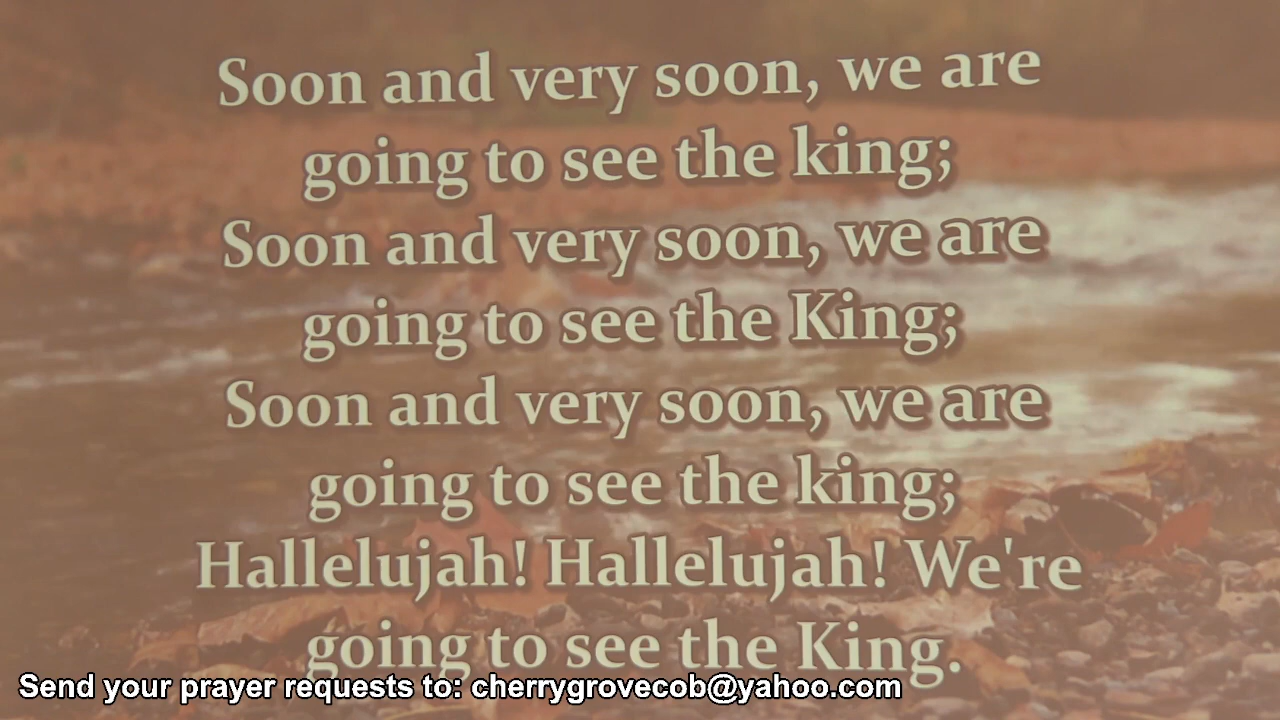 Soon and very soon, we are
going to see the king;
Soon and very soon, we are
going to see the King;
Soon and very soon, we are
going to see the king;
Hallelujah! Hallelujah! We're
going to see the King.
Send your prayer requests to: cherrygrovecob@yahoo.com